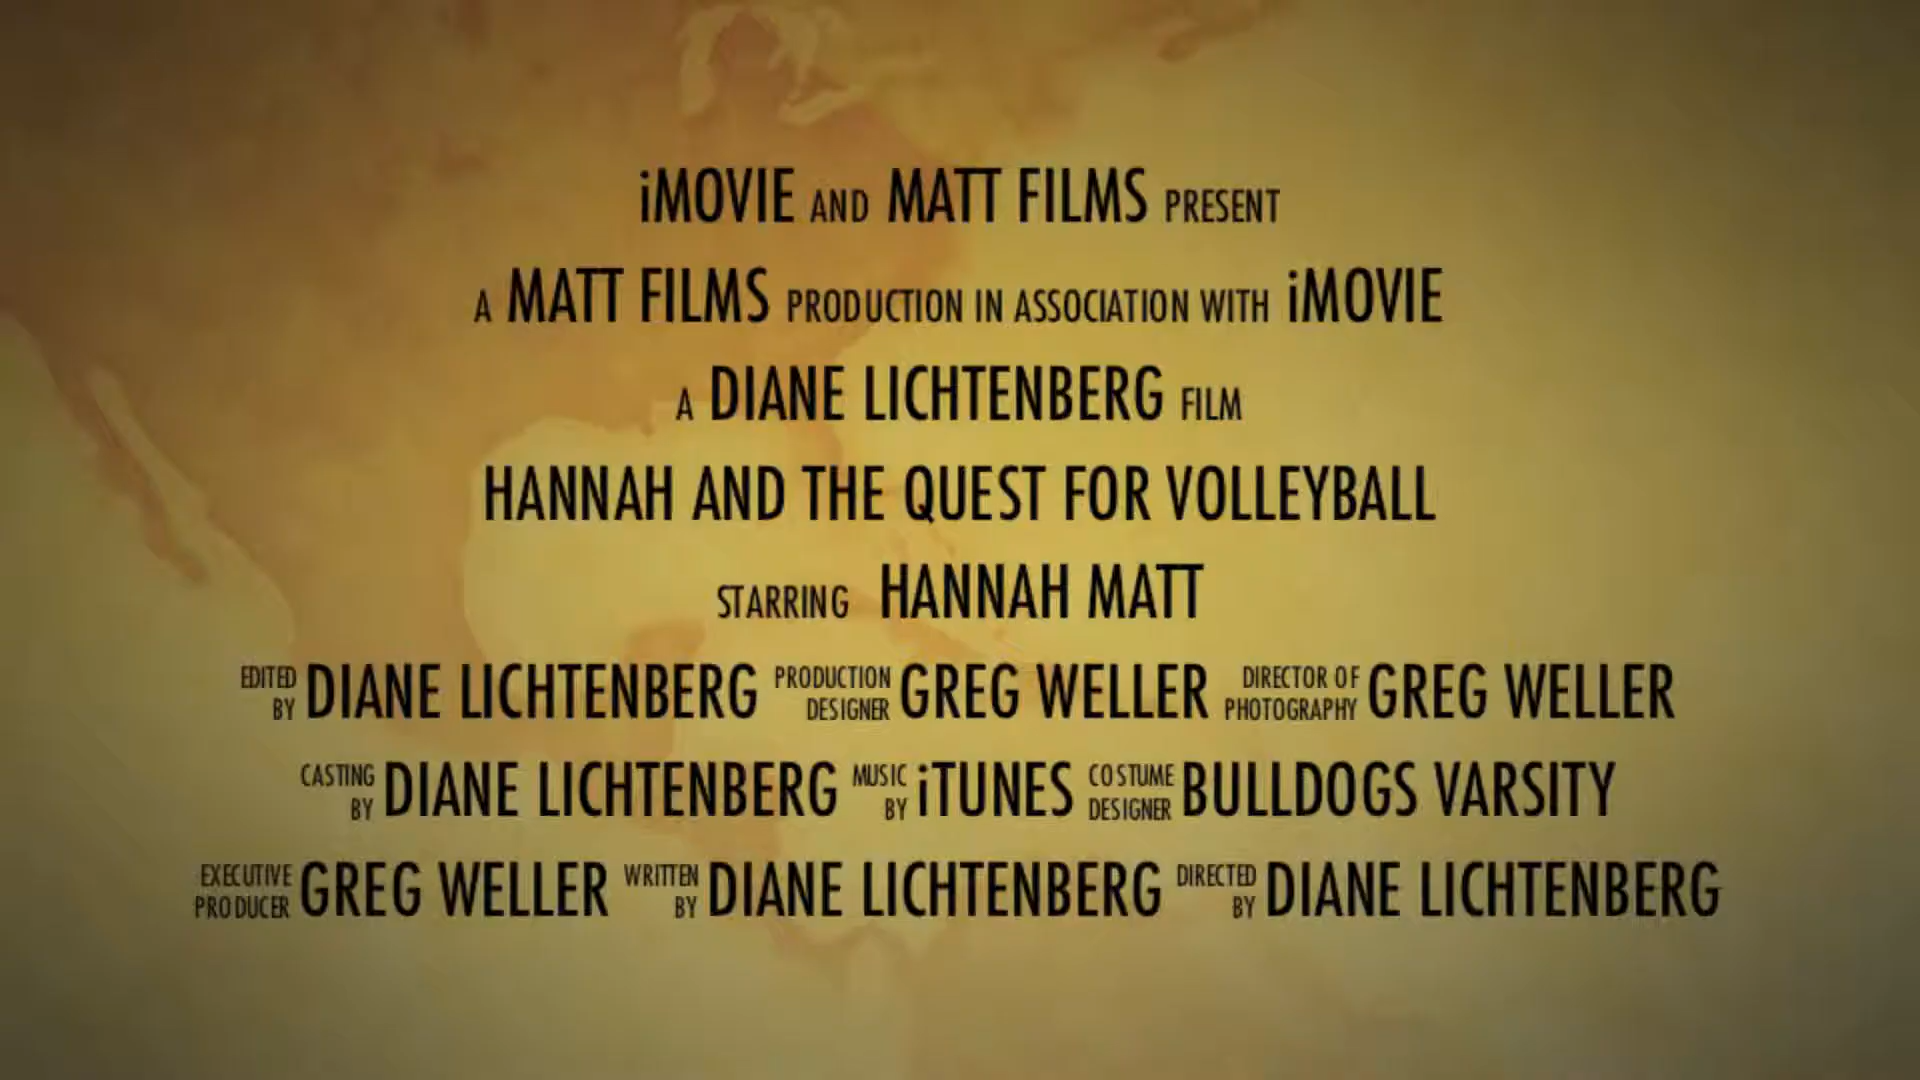 iMOVIE AND MATT FILMS PRESENT
A MATT FILMS PRODUCTION IN ASSOCIATION WITH iMOVIE
A DIANE LICHTENBERG FILM
HANNAH AND THE QUEST FOR VOLLEYBALL
STARRING HANNAH MATT
EDITED BY DIANE LICHTENBERG PRODUCTION DESIGNER GREG WELLER DIRECTOR OF PHOTOGRAPHY GREG WELLER
CASTING BY DIANE LICHTENBERG MUSIC BY iTUNES COSTUME DESIGNER BULLDOGS VARSITY
EXECUTIVE PRODUCER GREG WELLER WRITTEN BY DIANE LICHTENBERG DIRECTED BY DIANE LICHTENBERG